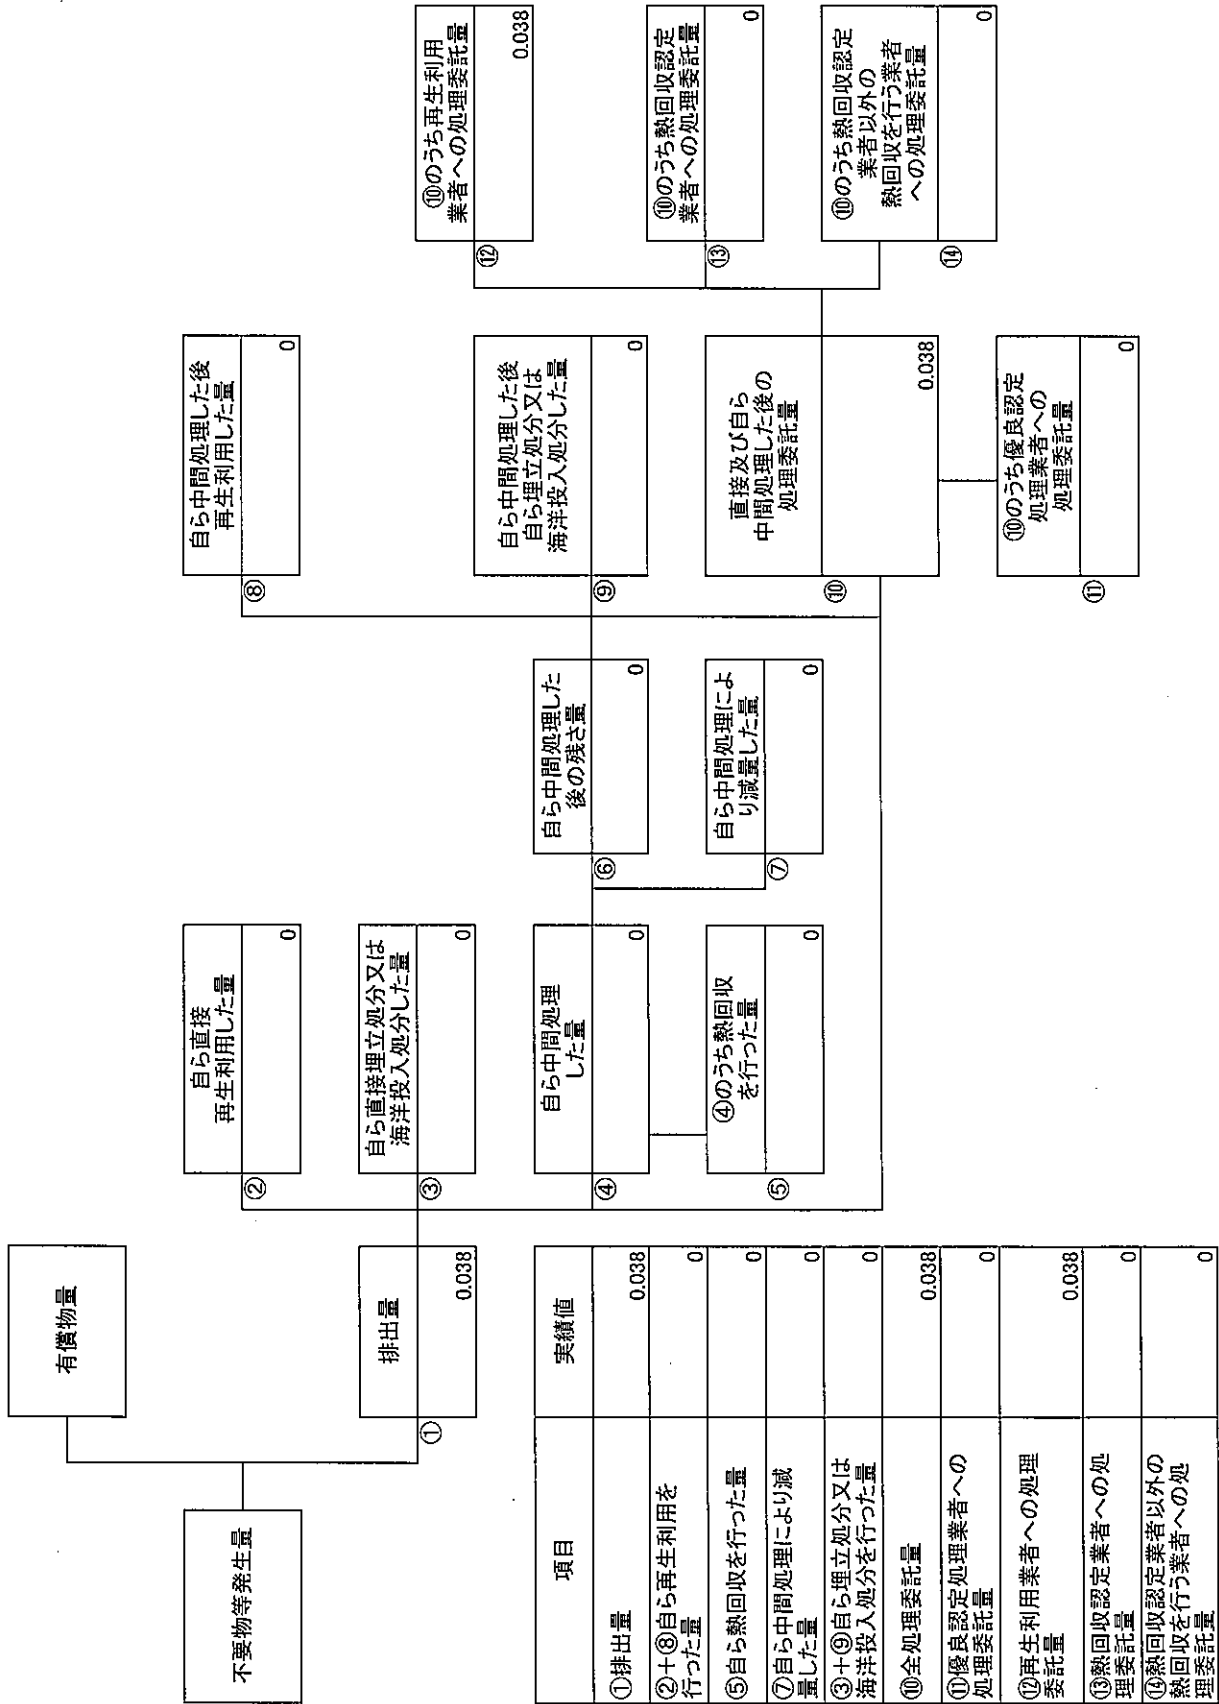 不要物等発生量
有償物量
①
排出量
0.038
②
自ら直接
再生利用した量
0
③
自ら直接埋立処分又は
海洋投入処分した量
0
④
自ら中間処理
した量
0
⑤
④のうち熱回収
を行った量
0
⑥
自ら中間処理した
後の残さ量
0
⑦
自ら中間処理によ
り減量した量
0
⑧
自ら中間処理した後
再生利用した量
0
⑨
自ら中間処理した後
自ら埋立処分又は
海洋投入処分した量
0
⑩
直接及び自ら
中間処理した後の
処理委託量
0.038
⑪
⑩のうち優良認定
処理業者への
処理委託量
0
⑫
⑩のうち再生利用
業者への処理委託量
0.038
⑬
⑩のうち熱回収認定
業者への処理委託量
0
⑭
⑩のうち熱回収認定
業者以外の
熱回収を行う業者
への処理委託量
0
項目 実績値
①排出量 0.038
②+⑧自ら再生利用を
行った量 0
⑤自ら熱回収を行った量 0
⑦自ら中間処理により減
量した量 0
③+⑨自ら埋立処分又は
海洋投入処分を行った量 0
⑩全処理委託量 0.038
⑪優良認定処理業者への
処理委託量 0
⑫再生利用業者への処理
委託量 0.038
⑬熱回収認定業者への処
理委託量 0
⑭熱回収認定業者以外の
熱回収を行う業者への処
理委託量 0